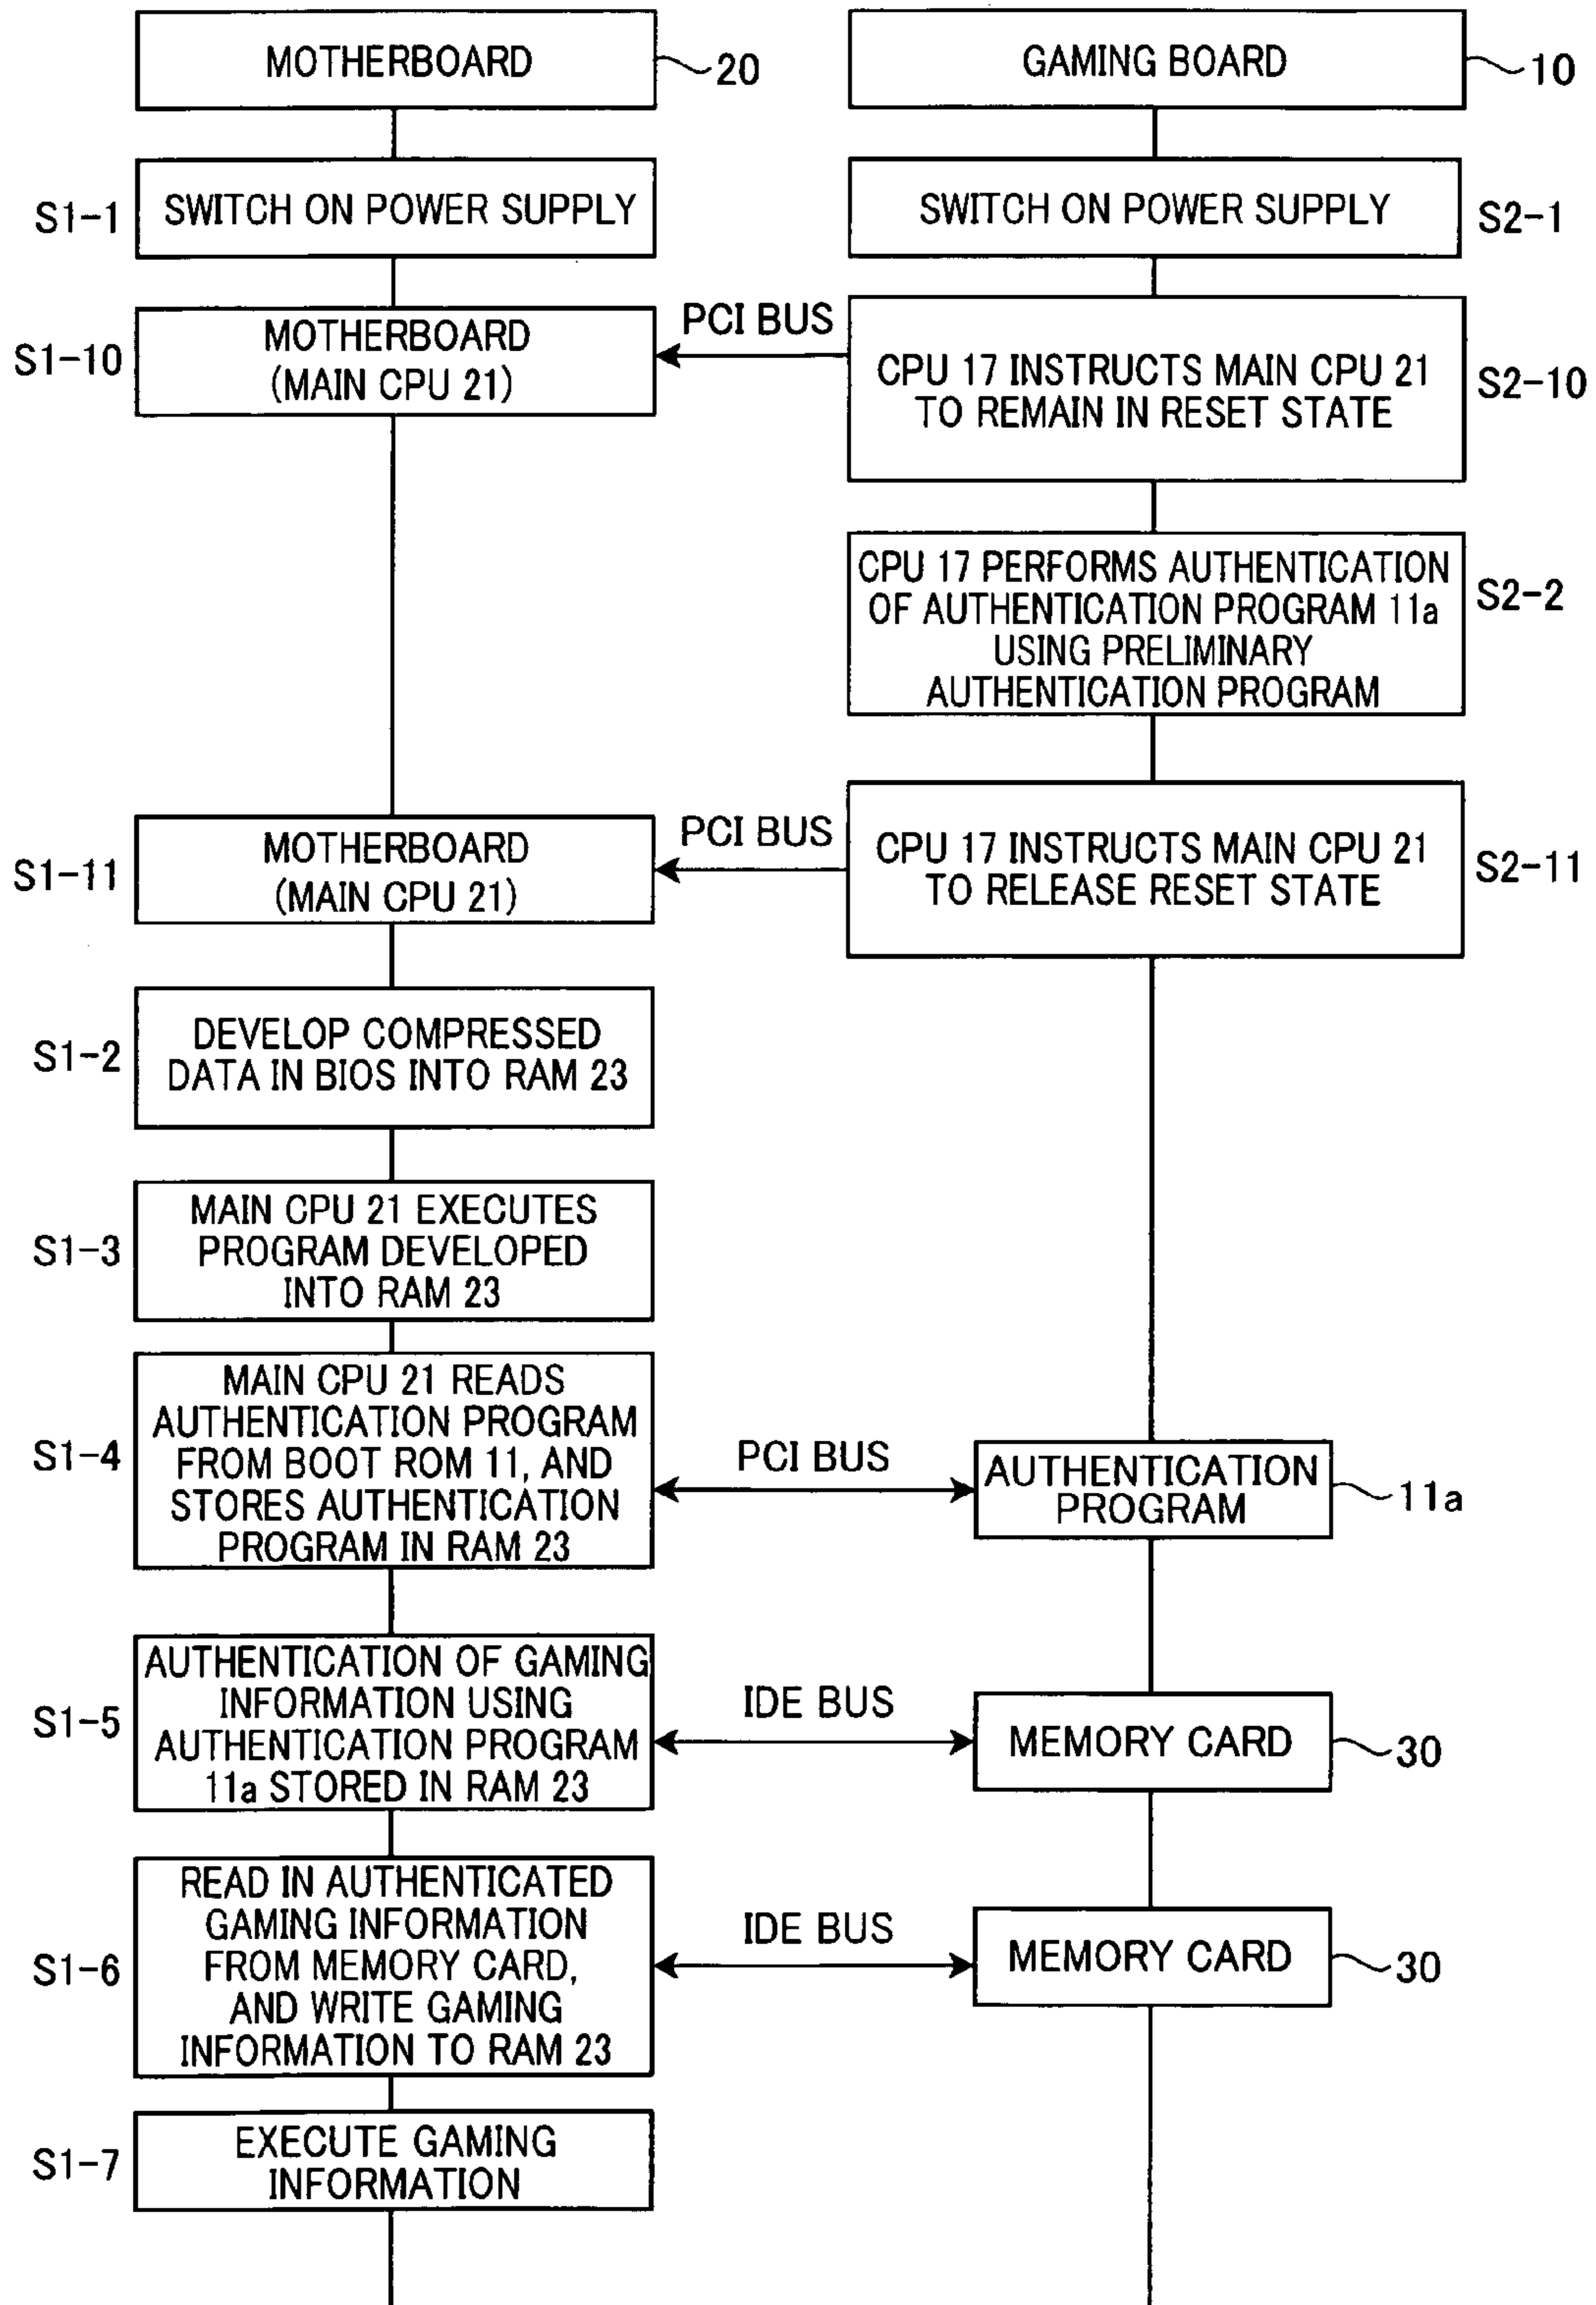 MOTHERBOARD
20
GAMING BOARD
10
S1-1
SWITCH ON POWER SUPPLY
SWITCH ON POWER SUPPLY
S2-1
S1-10
MOTHERBOARD
(MAIN CPU 21)
PCI BUS
CPU 17 INSTRUCTS MAIN CPU 21
TO REMAIN IN RESET STATE
S2-10
CPU 17 PERFORMS AUTHENTICATION
OF AUTHENTICATION PROGRAM 11a
USING PRELIMINARY
AUTHENTICATION PROGRAM
S2-2
S1-11
MOTHERBOARD
(MAIN CPU 21)
PCI BUS
CPU 17 INSTRUCTS MAIN CPU 21
TO RELEASE RESET STATE
S2-11
S1-2
DEVELOP COMPRESSED
DATA IN BIOS INTO RAM 23
S1-3
MAIN CPU 21 EXECUTES
PROGRAM DEVELOPED
INTO RAM 23
S1-4
MAIN CPU 21 READS
AUTHENTICATION PROGRAM
FROM BOOT ROM 11, AND
STORES AUTHENTICATION
PROGRAM IN RAM 23
PCI BUS
AUTHENTICATION
PROGRAM
11a
S1-5
AUTHENTICATION OF GAMING
INFORMATION USING
AUTHENTICATION PROGRAM
11a STORED IN RAM 23
IDE BUS
MEMORY CARD
30
S1-6
READ IN AUTHENTICATED
GAMING INFORMATION
FROM MEMORY CARD,
AND WRITE GAMING
INFORMATION TO RAM 23
IDE BUS
MEMORY CARD
30
S1-7
EXECUTE GAMING
INFORMATION